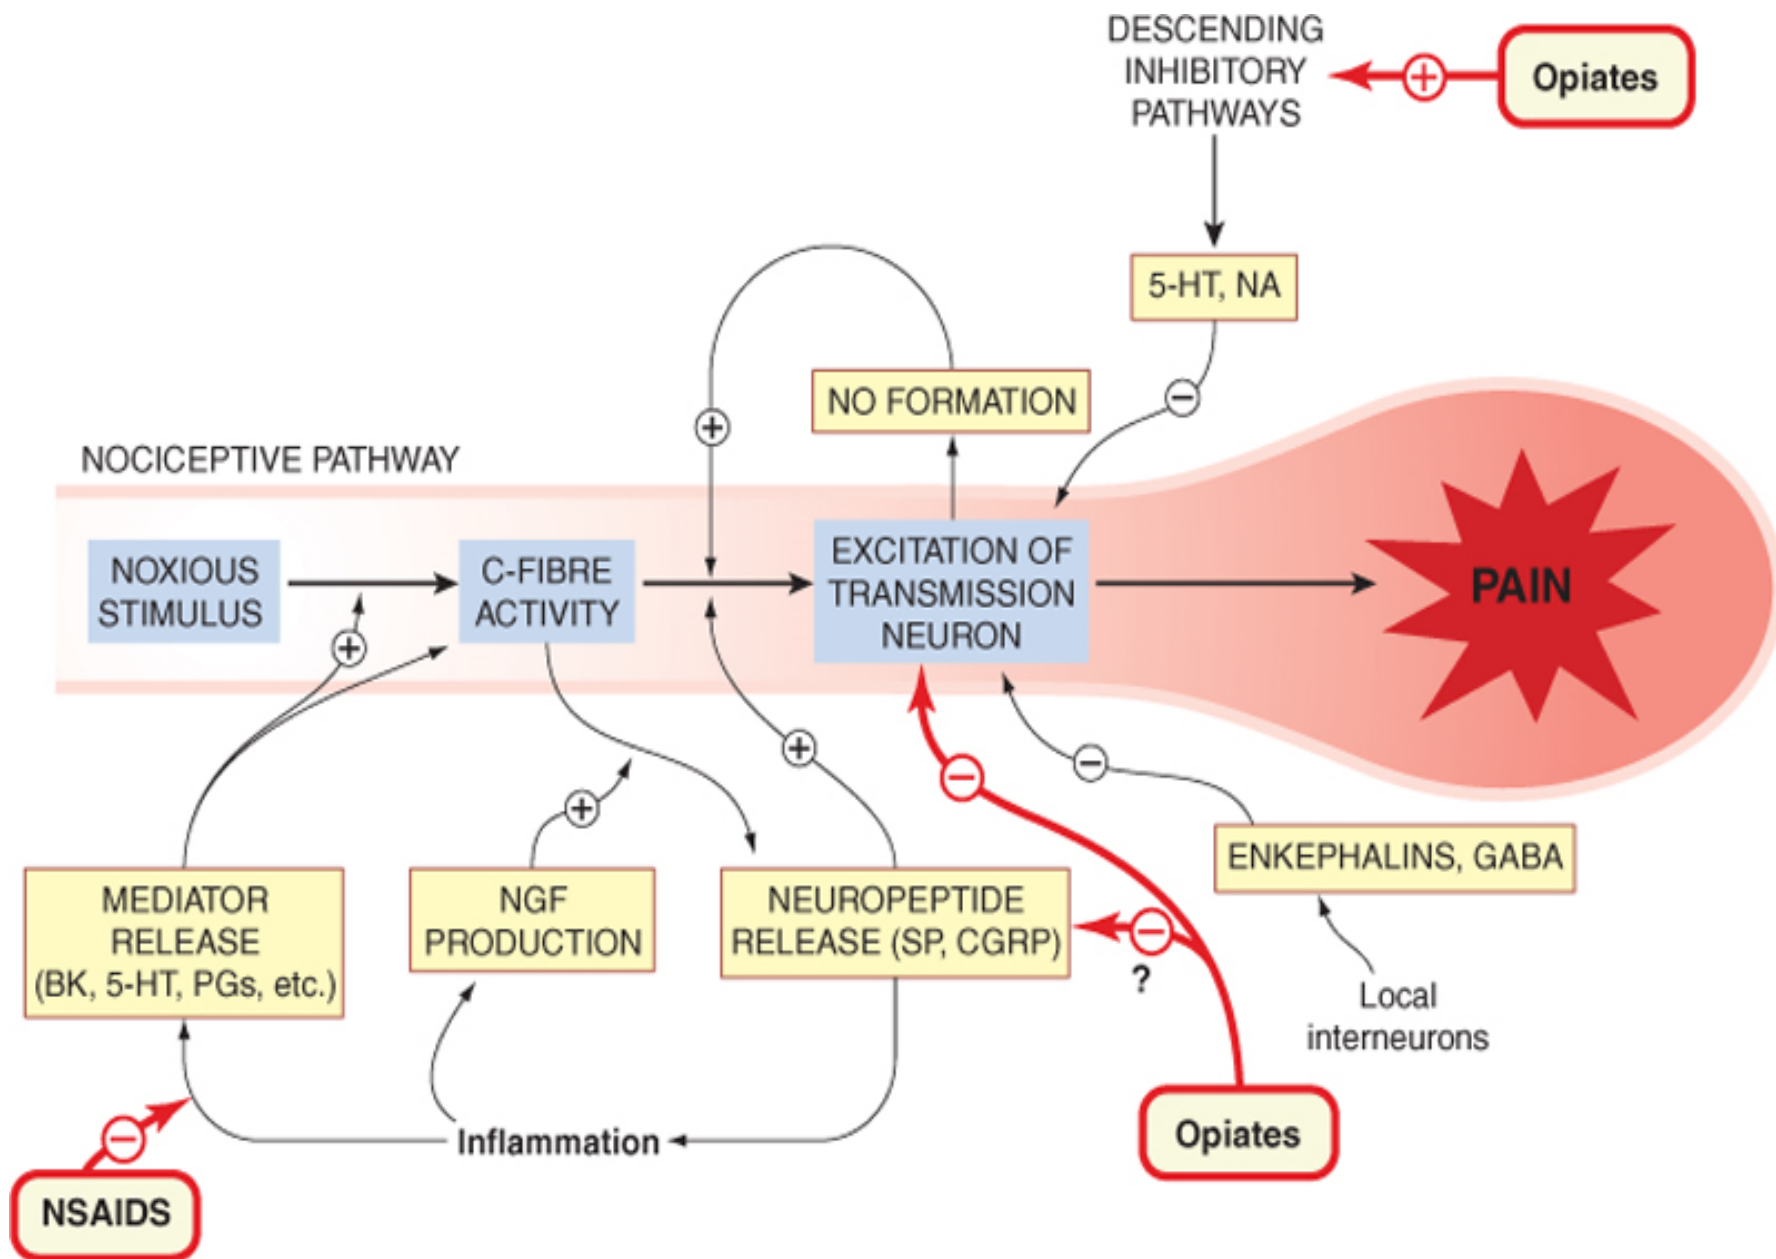 DESCENDING
INHIBITORY
PATHWAYS
+
Opiates
5-HT, NA
−
NO FORMATION
+
NOCICEPTIVE PATHWAY
NOXIOUS
STIMULUS
C-FIBRE
ACTIVITY
EXCITATION OF
TRANSMISSION
NEURON
PAIN
+
+
−
−
+
MEDIATOR
RELEASE
(BK, 5-HT, PGs, etc.)
NGF
PRODUCTION
NEUROPEPTIDE
RELEASE (SP, CGRP)
−
?
ENKEPHALINS, GABA
Local
interneurons
Inflammation
Opiates
−
NSAIDS